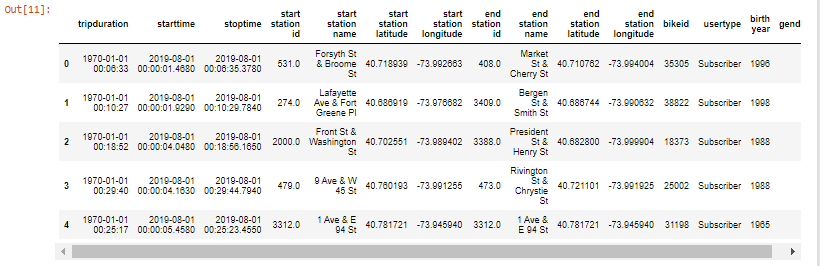 Out[11]:
tripduration starttime stoptime start station id start station name start station latitude start station longitude end station id end station name end station latitude end station longitude bikeid usertype birth year gend
0 1970-01-01 00:06:33 2019-08-01 00:00:01.4680 2019-08-01 00:06:35.3780 531.0 Forsyth St & Broome St 40.718939 -73.992663 408.0 Market St & Cherry St 40.710762 -73.994004 35305 Subscriber 1996
1 1970-01-01 00:10:27 2019-08-01 00:00:01.9290 2019-08-01 00:10:29.7840 274.0 Lafayette Ave & Fort Greene Pl 40.686919 -73.976682 3409.0 Bergen St & Smith St 40.686744 -73.990632 38822 Subscriber 1998
2 1970-01-01 00:18:52 2019-08-01 00:00:04.0480 2019-08-01 00:18:56.1650 2000.0 Front St & Washington St 40.702551 -73.989402 3388.0 President St & Henry St 40.682800 -73.999904 18373 Subscriber 1988
3 1970-01-01 00:29:40 2019-08-01 00:00:04.1630 2019-08-01 00:29:44.7940 479.0 9 Ave & W 45 St 40.760193 -73.991255 473.0 Rivington St & Chrystie St 40.721101 -73.991925 25002 Subscriber 1988
4 1970-01-01 00:25:17 2019-08-01 00:00:05.4580 2019-08-01 00:25:23.4550 3312.0 1 Ave & E 94 St 40.781721 -73.945940 3312.0 1 Ave & E 94 St 40.781721 -73.945940 31198 Subscriber 1965